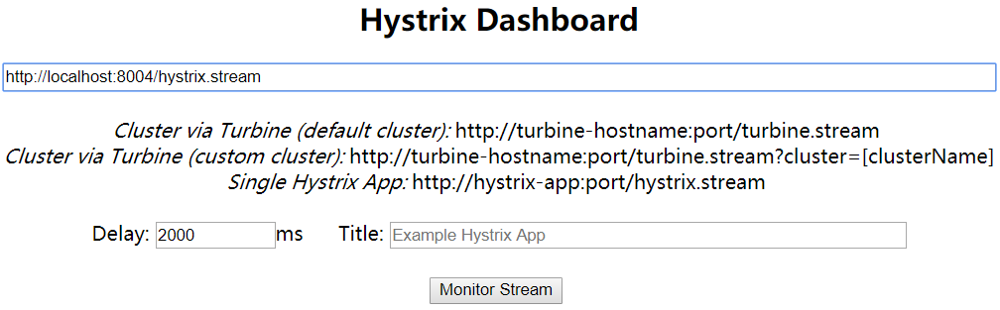 Hystrix Dashboard
http://localhost:8004/hystrix.stream
Cluster via Turbine (default cluster): http://turbine-hostname:port/turbine.stream
Cluster via Turbine (custom cluster): http://turbine-hostname:port/turbine.stream?cluster=[clusterName]
Single Hystrix App: http://hystrix-app:port/hystrix.stream
Delay: 2000 ms Title: Example Hystrix App
Monitor Stream